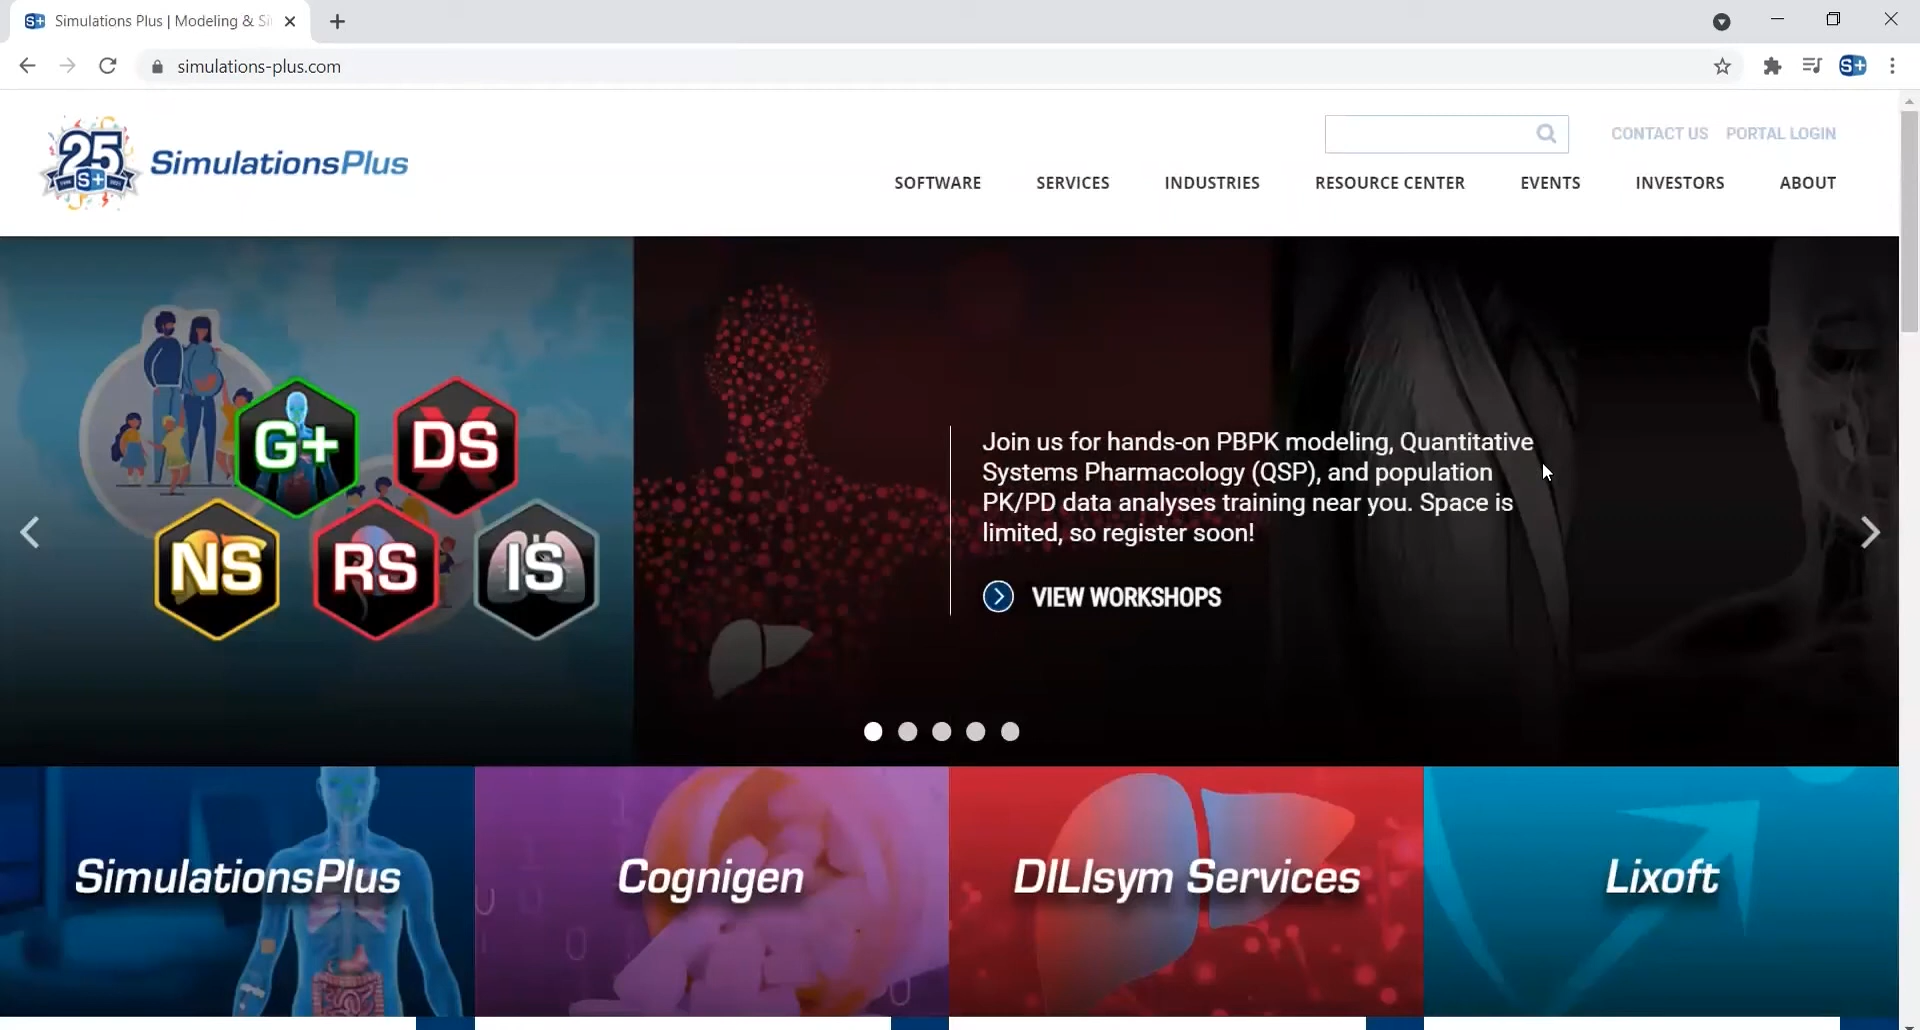 Simulations Plus | Modeling & Si
simulations-plus.com
S+
25
S+
SimulationsPlus
CONTACT US PORTAL LOGIN
SOFTWARE SERVICES INDUSTRIES RESOURCE CENTER EVENTS INVESTORS ABOUT
G+ DS
NS RS IS
Join us for hands-on PBPK modeling, Quantitative
Systems Pharmacology (QSP), and population
PK/PD data analyses training near you. Space is
limited, so register soon!
VIEW WORKSHOPS
SimulationsPlus Cognigen DILIsym Services Lixoft